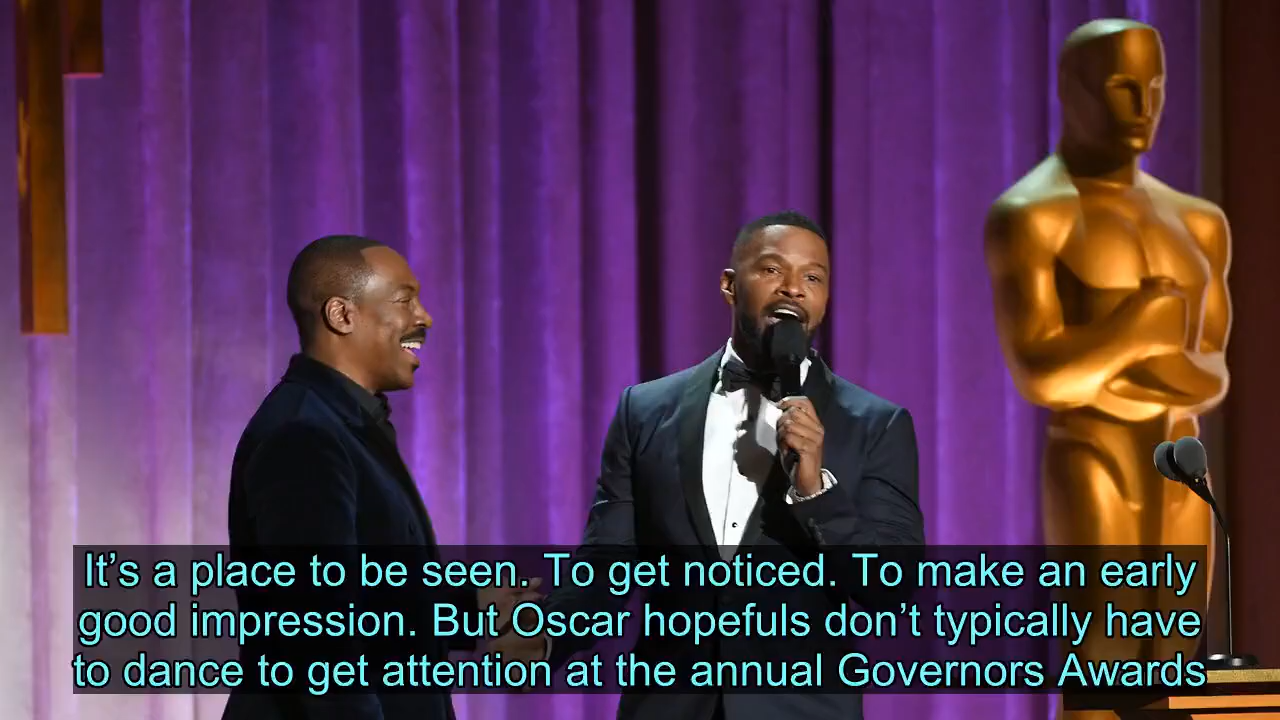 It’s a place to be seen. To get noticed. To make an early
good impression. But Oscar hopefuls don’t typically have
to dance to get attention at the annual Governors Awards